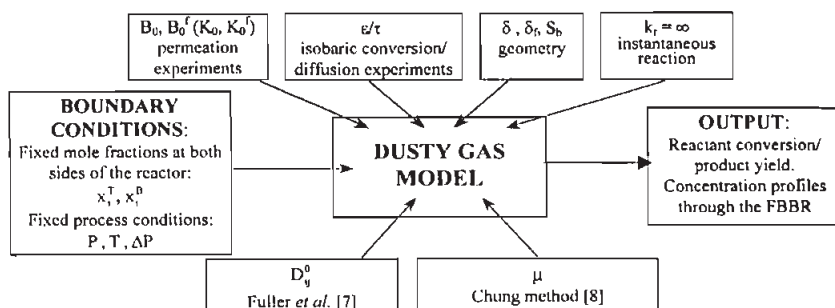 B₀, B₀ᶠ (K₀, K₀ᶠ)
permeation
experiments
ε/τ
isobaric conversion/
diffusion experiments
δ , δf, Sb
geometry
kr = ∞
instantaneous
reaction
BOUNDARY
CONDITIONS:
Fixed mole fractions at both
sides of the reactor:
xᵢᵀ, xᵢᴮ
Fixed process conditions:
P , T, ΔP
DUSTY GAS
MODEL
OUTPUT:
Reactant conversion/
product yield.
Concentration profiles
through the FBBR
Dᵢⱼ⁰
Fuller et al. [7]
μ
Chung method [8]